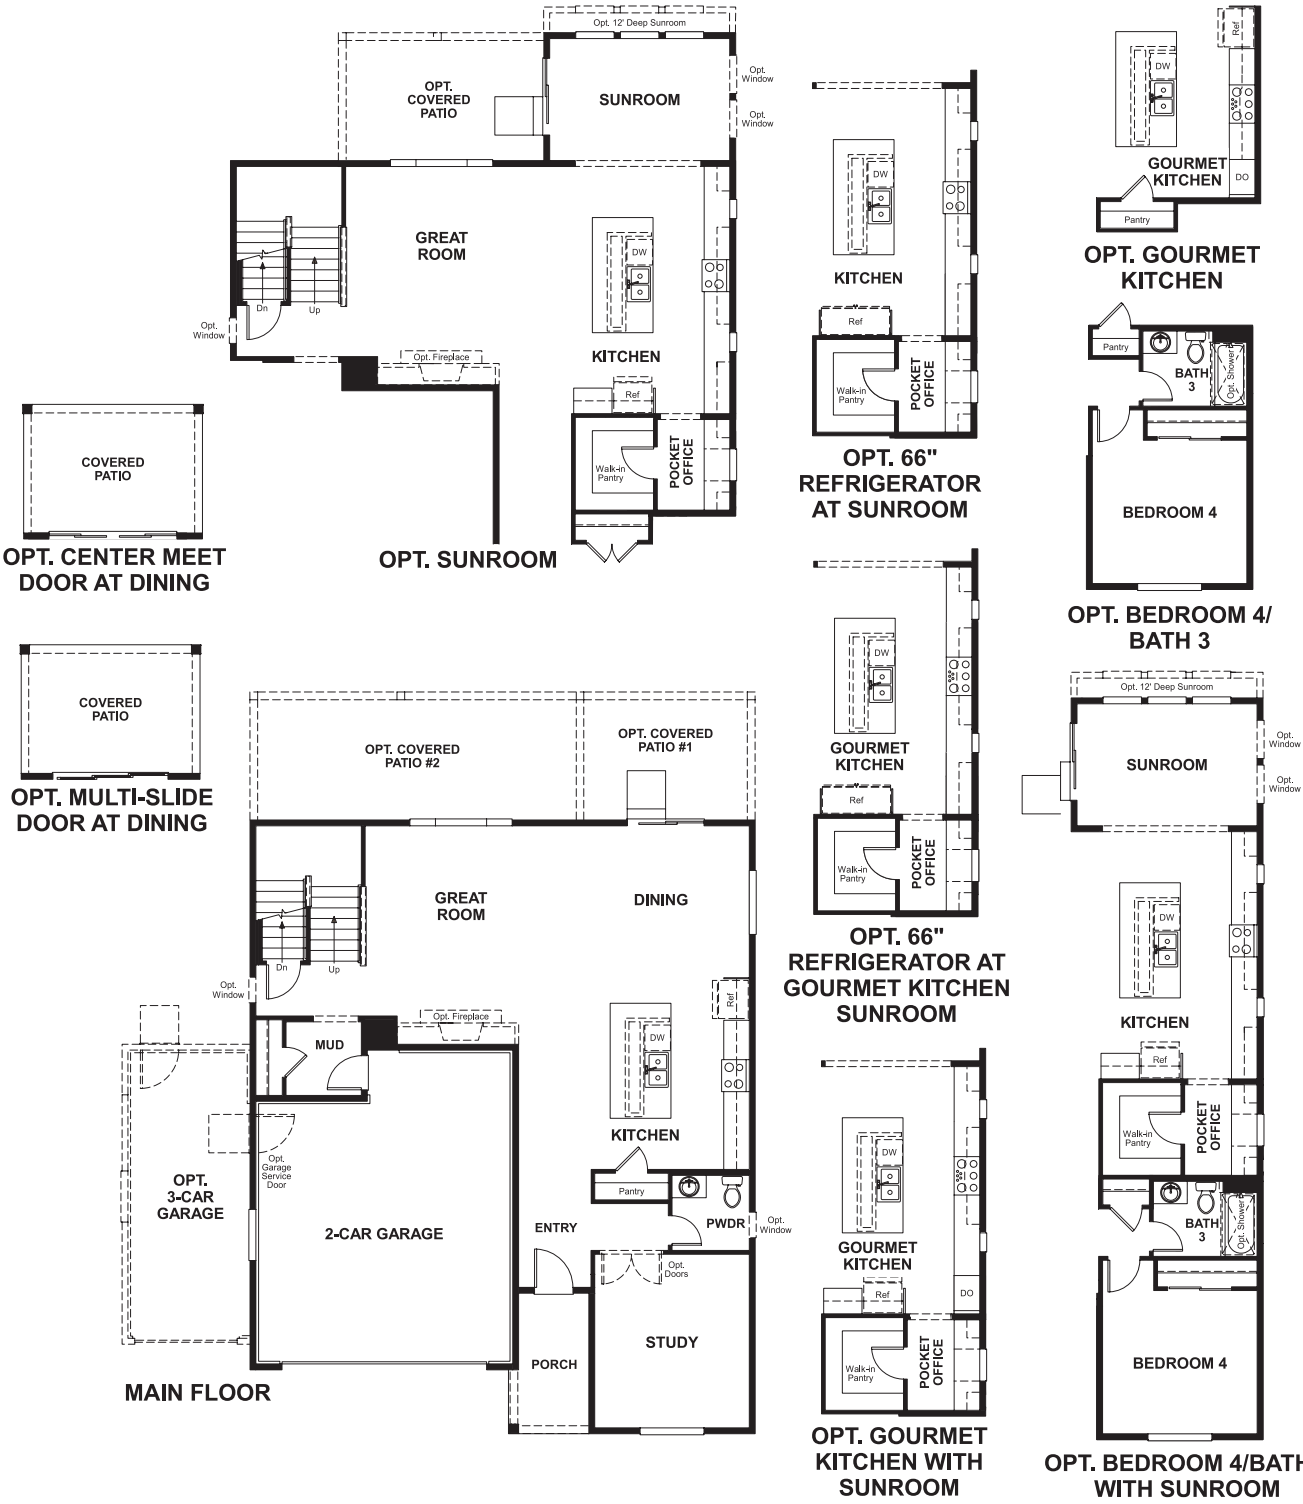 Opt. 12' Deep Sunroom
OPT.
COVERED
PATIO
SUNROOM
Opt.
Window
Opt.
Window
GREAT
ROOM
DW
Dn
Up
Opt.
Window
Opt. Fireplace
KITCHEN
Ref
Walk-in
Pantry
POCKET
OFFICE
OPT. SUNROOM
COVERED
PATIO
OPT. CENTER MEET
DOOR AT DINING
COVERED
PATIO
OPT. MULTI-SLIDE
DOOR AT DINING
DW
KITCHEN
Ref
Walk-in
Pantry
POCKET
OFFICE
OPT. 66"
REFRIGERATOR
AT SUNROOM
Ref
DW
GOURMET
KITCHEN
DO
Pantry
OPT. GOURMET
KITCHEN
Pantry
BATH
3
Opt. Shower
BEDROOM 4
OPT. BEDROOM 4/
BATH 3
DW
GOURMET
KITCHEN
Ref
Walk-in
Pantry
POCKET
OFFICE
OPT. 66"
REFRIGERATOR AT
GOURMET KITCHEN
SUNROOM
OPT. COVERED
PATIO #2
OPT. COVERED
PATIO #1
GREAT
ROOM
DINING
Dn
Up
Opt.
Window
Opt. Fireplace
MUD
Ref
DW
KITCHEN
Opt.
Garage
Service
Door
OPT.
3-CAR
GARAGE
2-CAR GARAGE
Pantry
ENTRY
PWDR
Opt.
Window
Opt.
Doors
PORCH
STUDY
MAIN FLOOR
DW
GOURMET
KITCHEN
Ref
DO
Walk-in
Pantry
POCKET
OFFICE
OPT. GOURMET
KITCHEN WITH
SUNROOM
Opt. 12' Deep Sunroom
SUNROOM
Opt.
Window
Opt.
Window
DW
KITCHEN
Ref
Walk-in
Pantry
POCKET
OFFICE
BATH
3
Opt. Shower
BEDROOM 4
OPT. BEDROOM 4/BATH
WITH SUNROOM